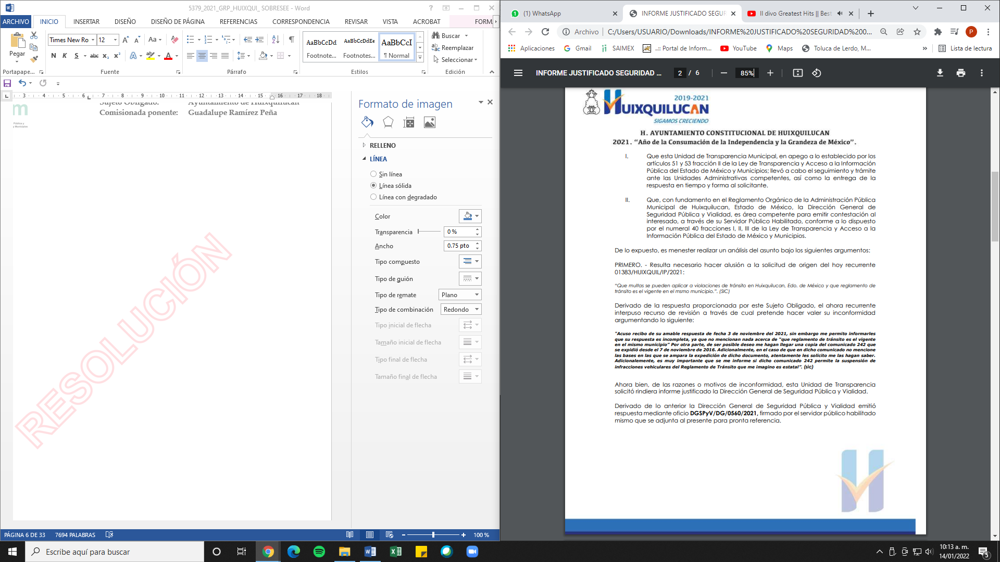 5379_2021_GRP_HUIXQUI_ SOBRESEE - Word
ARCHIVO INICIO INSERTAR DISEÑO DISEÑO DE PÁGINA REFERENCIAS CORRESPONDENCIA REVISAR VISTA ACROBAT FORM
Pegar
Times New Ro 12
Aa
N K S abc x₂ x²
AaBbCcDd AaBbCcDdEe AaBbCcI
Footnote... Footnotes... ¶ Normal
Buscar
Reemplazar
Seleccionar
Portapape... Fuente Párrafo Estilos Edición
3 4 5 6 7 8 9 10 11 12 13 14 15 16 17 18
Sujeto Obligado: Ayuntamiento de Huixquilucan
Comisionada ponente: Guadalupe Ramírez Peña
m
Pública y
y Municipios
RESOLUCIÓN
Formato de imagen
RELLENO
LÍNEA
Sin línea
Línea sólida
Línea con degradado
Color
Transparencia 0 %
Ancho 0.75 pto
Tipo compuesto
Tipo de guión
Tipo de remate Plano
Tipo de combinación Redondo
Tipo inicial de flecha
Tamaño inicial de flecha
Tipo final de flecha
Tamaño final de flecha
PÁGINA 6 DE 33 7694 PALABRAS 100 %
(1) WhatsApp
INFORME JUSTIFICADO SEGUR
Il divo Greatest Hits || Best
Archivo C:/Users/USUARIO/Downloads/INFORME%20JUSTIFICADO%20SEGURIDAD%200...
P
Aplicaciones Gmail SAIMEX ..:: Portal de Inform... YouTube Maps Toluca de Lerdo, M... » Lista de lectura
INFORME JUSTIFICADO SEGURIDAD ... 2 / 6 85%
2019-2021
HUIXQUILUCAN
SIGAMOS CRECIENDO
H. AYUNTAMIENTO CONSTITUCIONAL DE HUIXQUILUCAN
2021. “Año de la Consumación de la Independencia y la Grandeza de México”.
I. Que esta Unidad de Transparencia Municipal, en apego a lo establecido por los
artículos 51 y 53 fracción II de la Ley de Transparencia y Acceso a la Información
Pública del Estado de México y Municipios; llevó a cabo el seguimiento y trámite
ante las Unidades Administrativas competentes, así como la entrega de la
respuesta en tiempo y forma al solicitante.
II. Que, con fundamento en el Reglamento Orgánico de la Administración Pública
Municipal de Huixquilucan, Estado de México, la Dirección General de
Seguridad Pública y Vialidad, es área competente para emitir contestación al
interesado, a través de su Servidor Público Habilitado, conforme a lo dispuesto
por el numeral 40 fracciones I, II, III de la Ley de Transparencia y Acceso a la
Información Pública del Estado de México y Municipios.
De lo expuesto, es menester realizar un análisis del asunto bajo los siguientes argumentos:
PRIMERO. - Resulta necesario hacer alusión a la solicitud de origen del hoy recurrente
01383/HUIXQUIL/IP/2021:
“Que multas se pueden aplicar a violaciones de tránsito en Huixquilucan, Edo. de México y que reglamento de
tránsito es el vigente en el msmo municipio.”. (SIC)
Derivado de la respuesta proporcionada por este Sujeto Obligado, el ahora recurrente
interpuso recurso de revisión a través de cual pretende hacer valer su inconformidad
argumentando lo siguiente:
“Acuso recibo de su amable respuesta de fecha 3 de noviembre del 2021, sin embargo me permito informarles
que su respuesta es incompleta, ya que no mencionan nada acerca de “que reglamento de tránsito es el vigente
en el mismo municipio” Por otra parte, de ser posible deseo me hagan llegar una copia del comunicado 242 que
se expidió desde el 7 de noviembre de 2016. Adicionalmente, en el caso de que en dicho comunicado no mencione
las bases en las que se ampara la expedición de dicho documento, atentamente les solicito me las hagan saber.
Adicionalemente, es muy importante que se me informe si dicho comunicado 242 permite la suspensión de
infracciones vehiculares del Reglamento de Tránsito que me imagino es estatal”. (sic)
Ahora bien, de las razones o motivos de inconformidad, esta Unidad de Transparencia
solicitó rindiera informe justificado la Dirección General de Seguridad Pública y Vialidad.
Derivado de lo anterior la Dirección General de Seguridad Pública y Vialidad emitió
respuesta mediante oficio DGSPyV/DG/0560/2021, firmado por el servidor público habilitado
mismo que se adjunta al presente para pronta referencia.
Escribe aquí para buscar
10:13 a. m.
14/01/2022
5